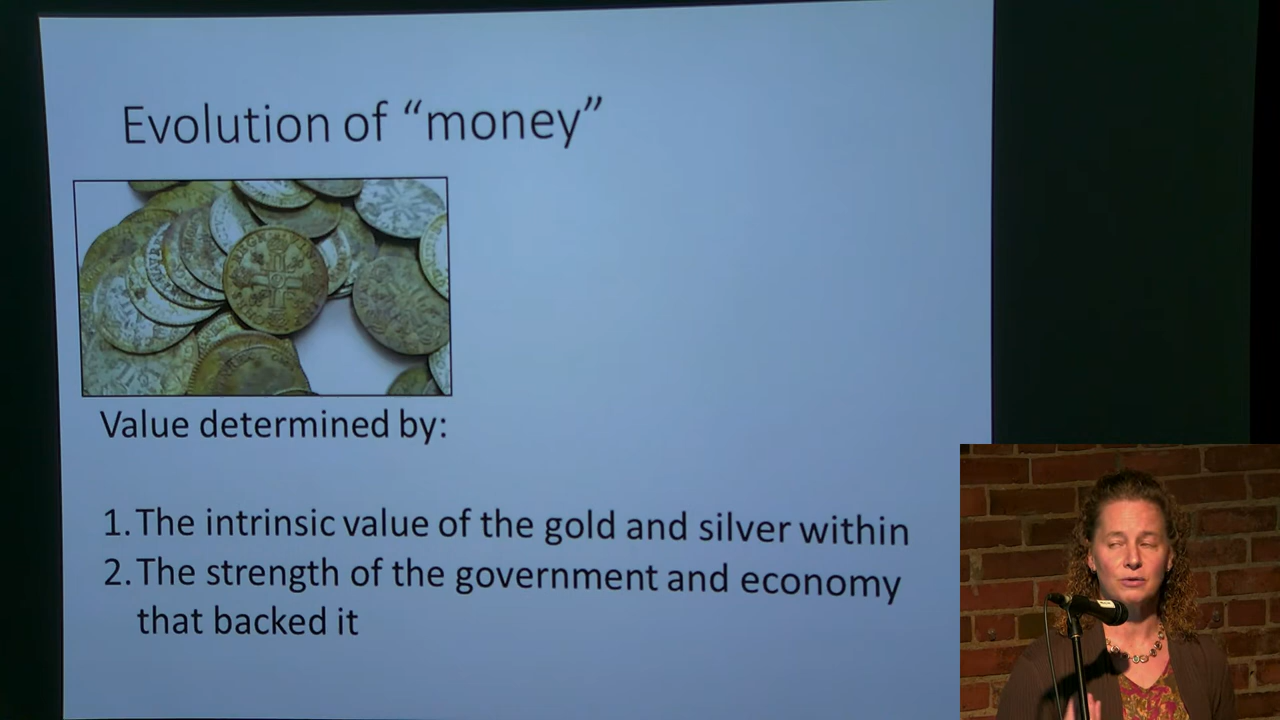 Evolution of “money”
Value determined by:
1. The intrinsic value of the gold and silver within
2. The strength of the government and economy
that backed it